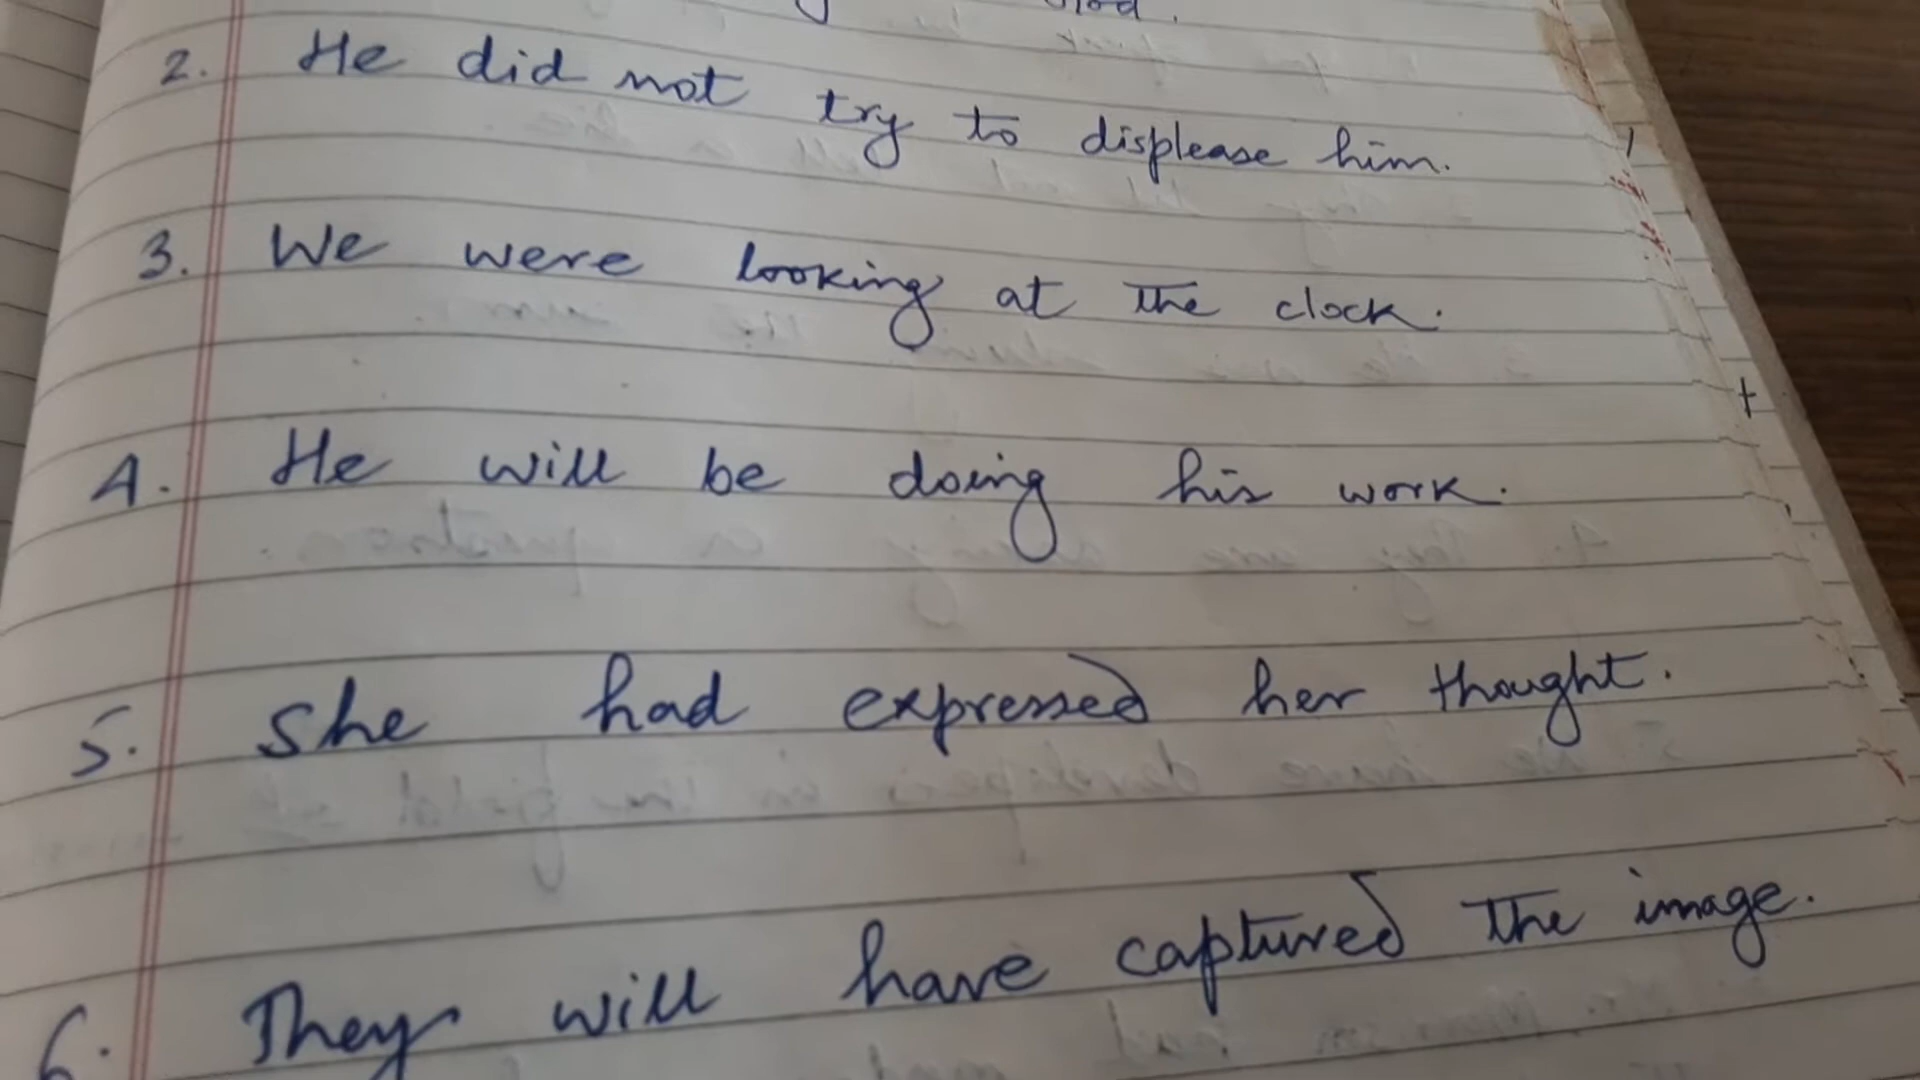 2. He did not try to displease him.
3. We were looking at the clock.
4. He will be doing his work.
5. She had expressed her thought.
6. They will have captured the image.